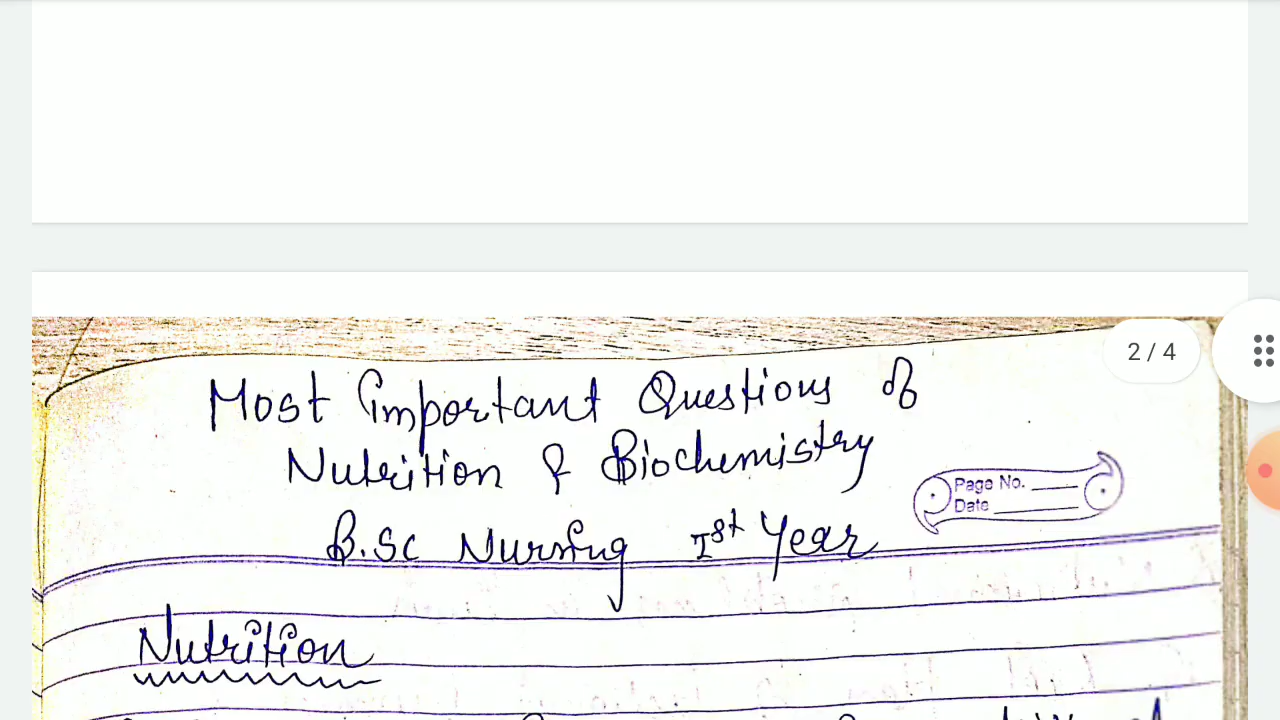 2 / 4
Most important Questions of
Nutrition & Biochemistry
Page No.
Date
B.Sc Nursing Ist Year
Nutrition